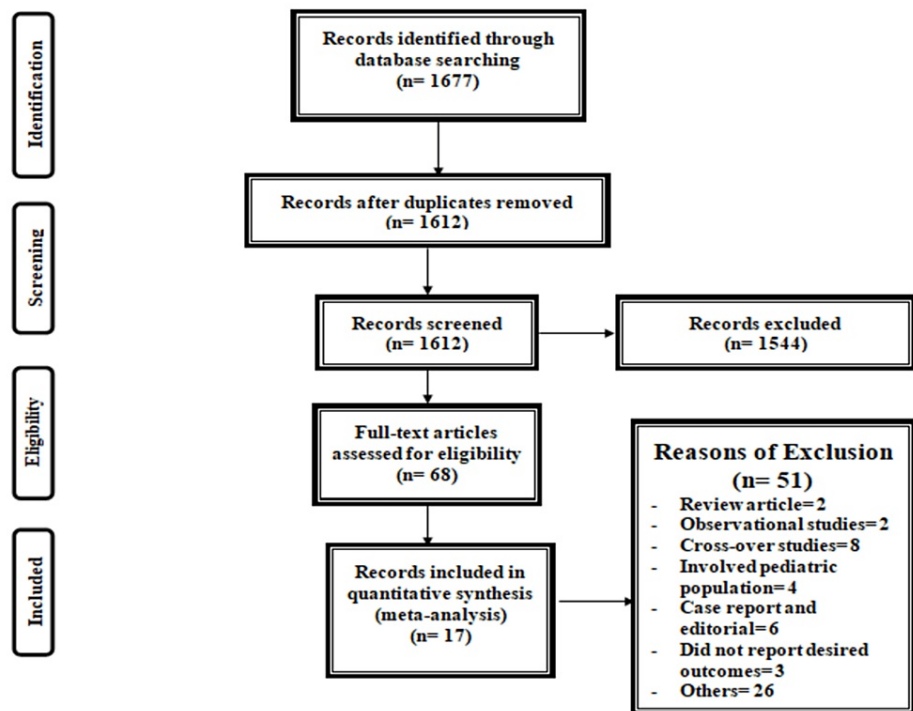 Identification
Records identified through
database searching
(n= 1677)
Records after duplicates removed
(n= 1612)
Screening
Records screened
(n= 1612)
Records excluded
(n= 1544)
Eligibility
Full-text articles
assessed for eligibility
(n= 68)
Reasons of Exclusion
(n= 51)
- Review article=2
- Observational studies=2
- Cross-over studies=8
- Involved pediatric
population=4
- Case report and
editorial=6
- Did not report desired
outcomes=3
- Others= 26
Included
Records included in
quantitative synthesis
(meta-analysis)
(n= 17)